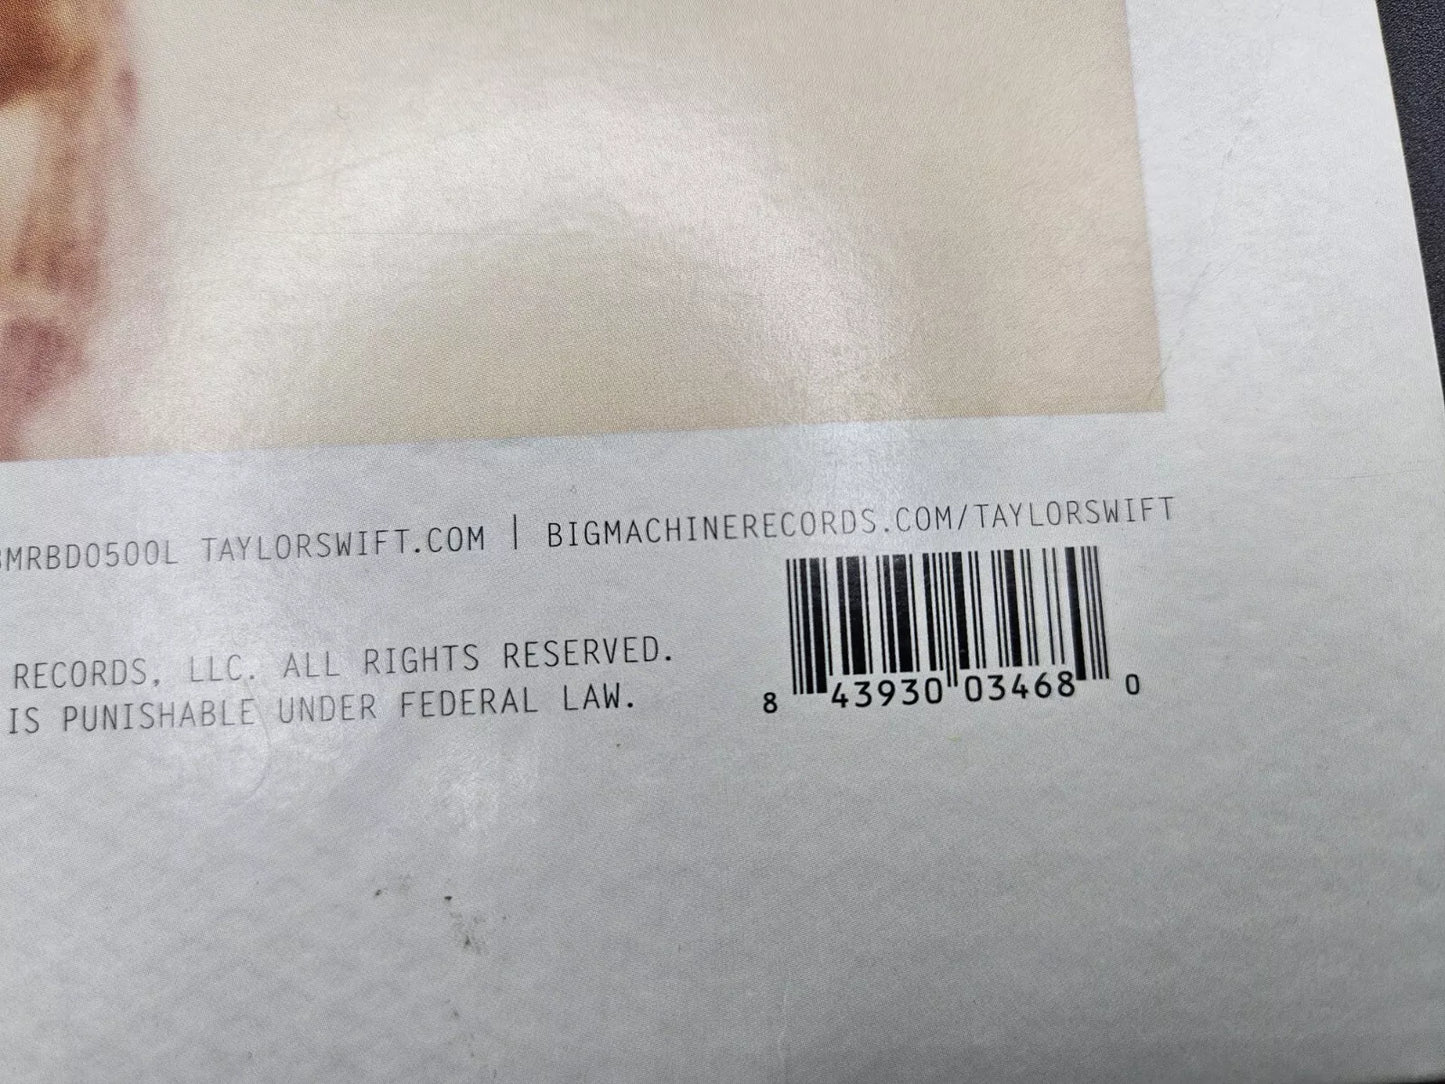 BMRBD0500L TAYLORSWIFT.COM | BIGMACHINERECORDS.COM/TAYLORSWIFT
RECORDS, LLC. ALL RIGHTS RESERVED.
IS PUNISHABLE UNDER FEDERAL LAW.
8 43930 03468 0